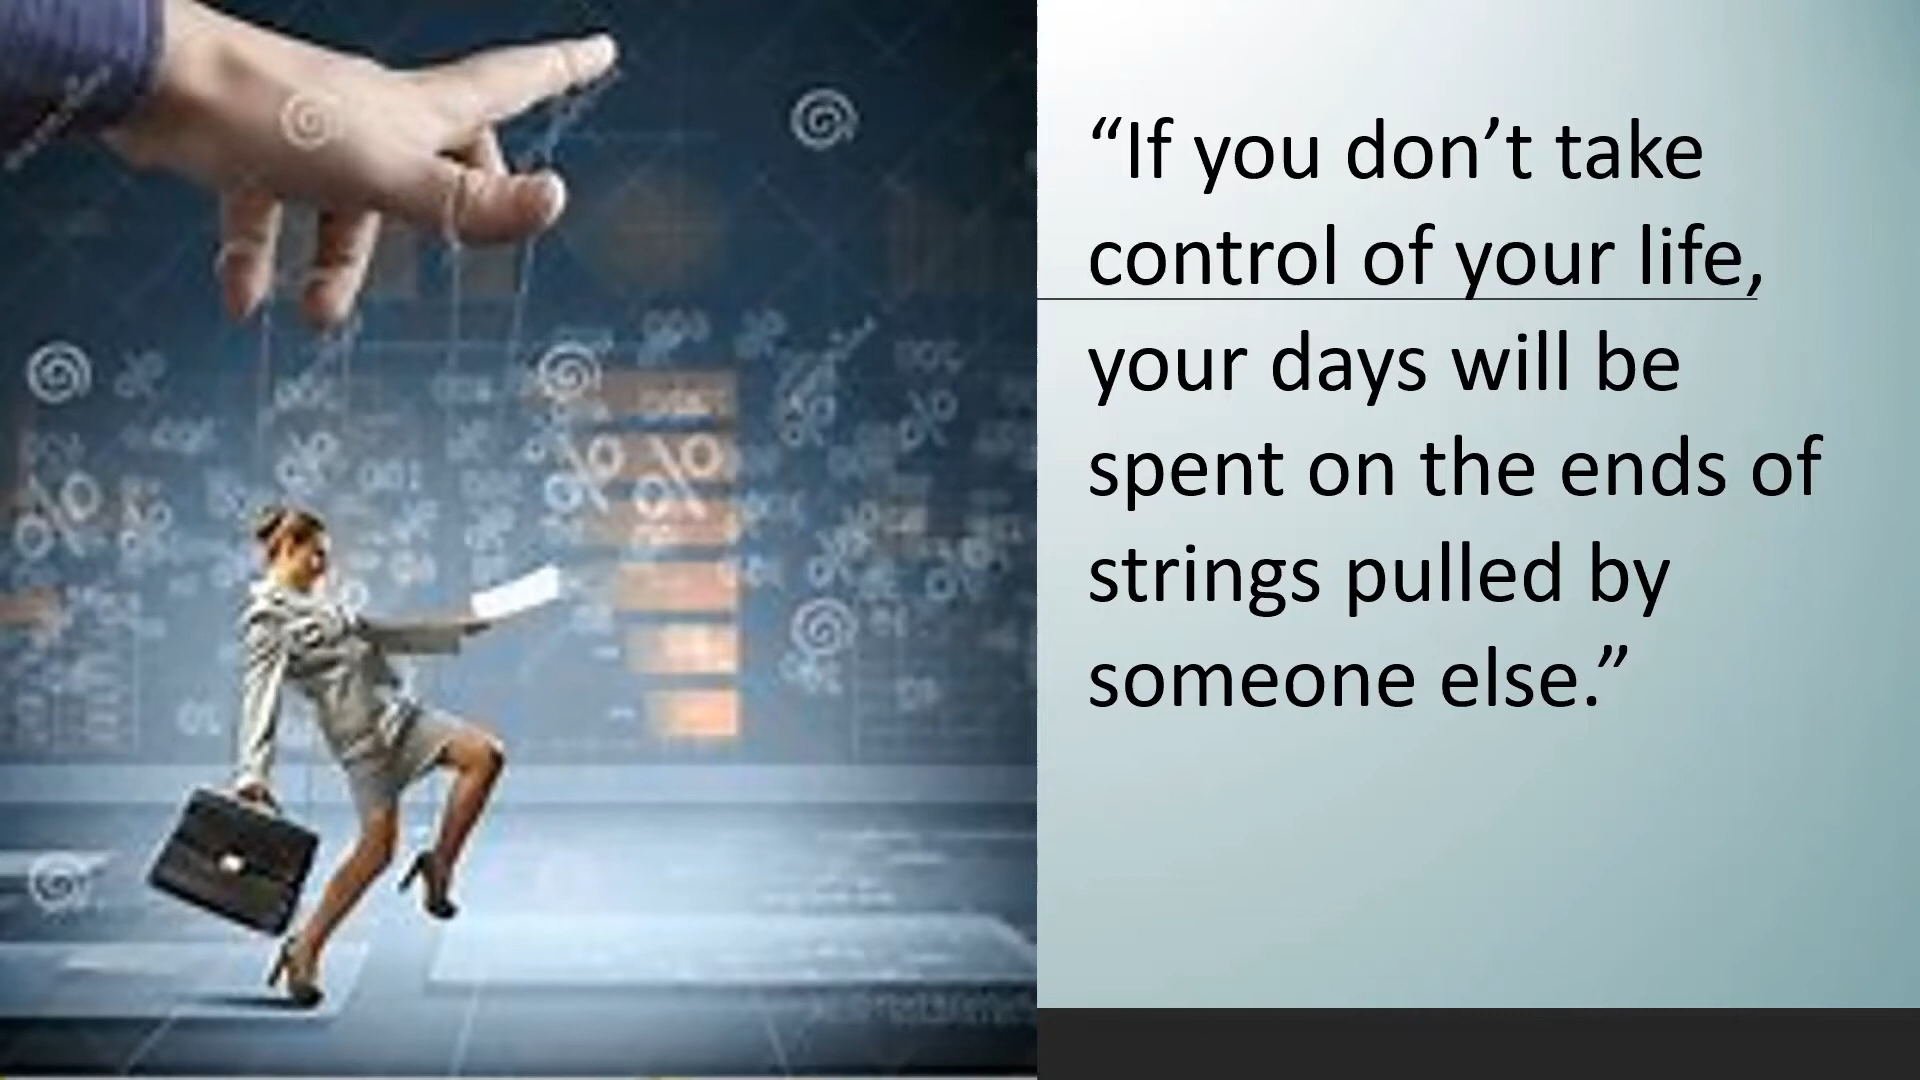 “If you don’t take
control of your life,
your days will be
spent on the ends of
strings pulled by
someone else.”